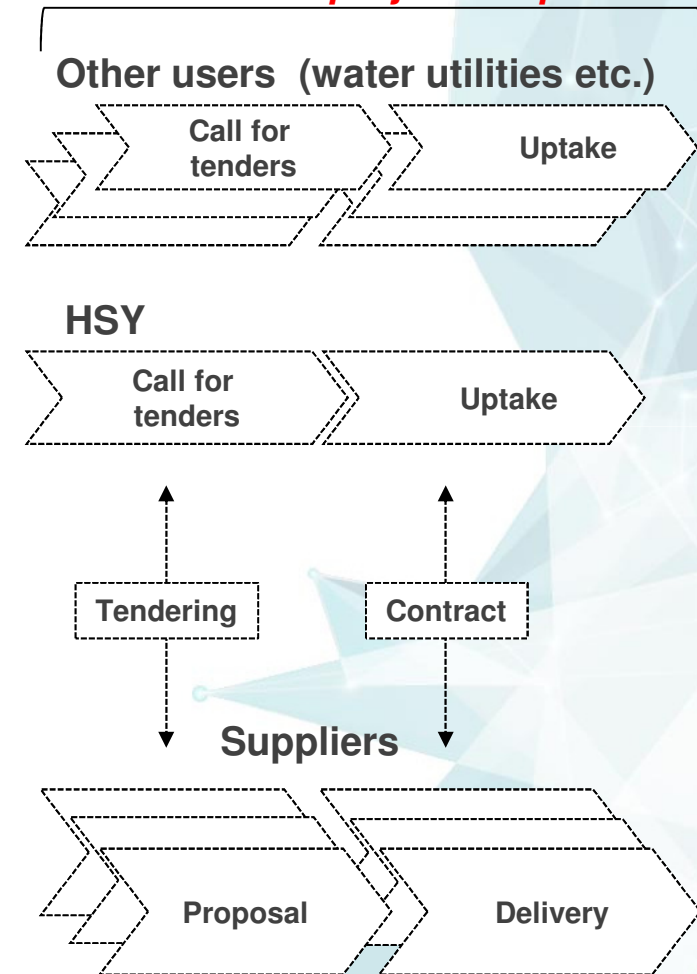 Other users (water utilities etc.)
Call for
tenders
Uptake
HSY
Call for
tenders
Uptake
Tendering
Contract
Suppliers
Proposal
Delivery